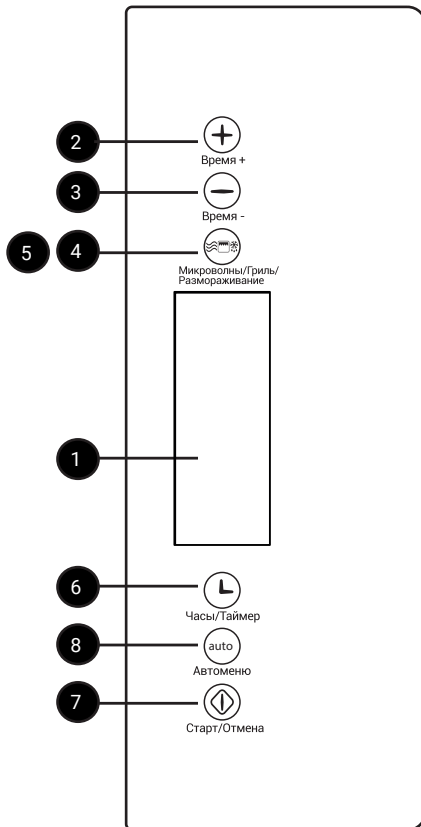 2
Время +
3
Время -
5 4
Микроволны/Гриль/
Размораживание
1
6
Часы/Таймер
8
auto
Автоменю
7
Старт/Отмена